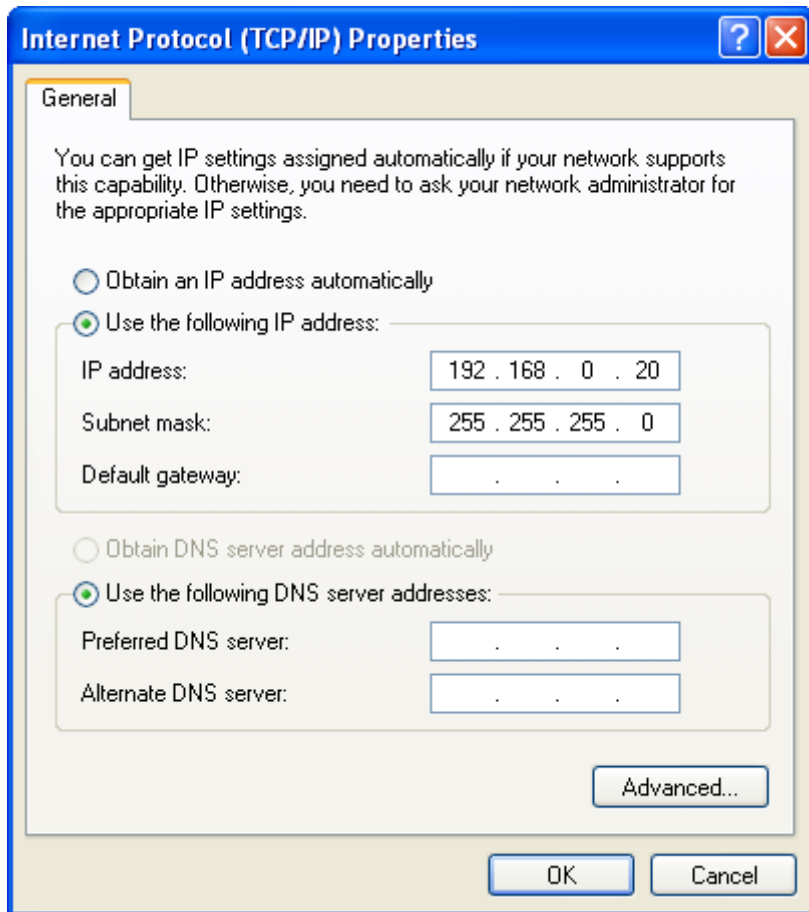 Internet Protocol (TCP/IP) Properties
General
You can get IP settings assigned automatically if your network supports
this capability. Otherwise, you need to ask your network administrator for
the appropriate IP settings.
Obtain an IP address automatically
Use the following IP address:
IP address: 192 . 168 . 0 . 20
Subnet mask: 255 . 255 . 255 . 0
Default gateway: . . .
Obtain DNS server address automatically
Use the following DNS server addresses:
Preferred DNS server: . . .
Alternate DNS server: . . .
Advanced...
OK Cancel